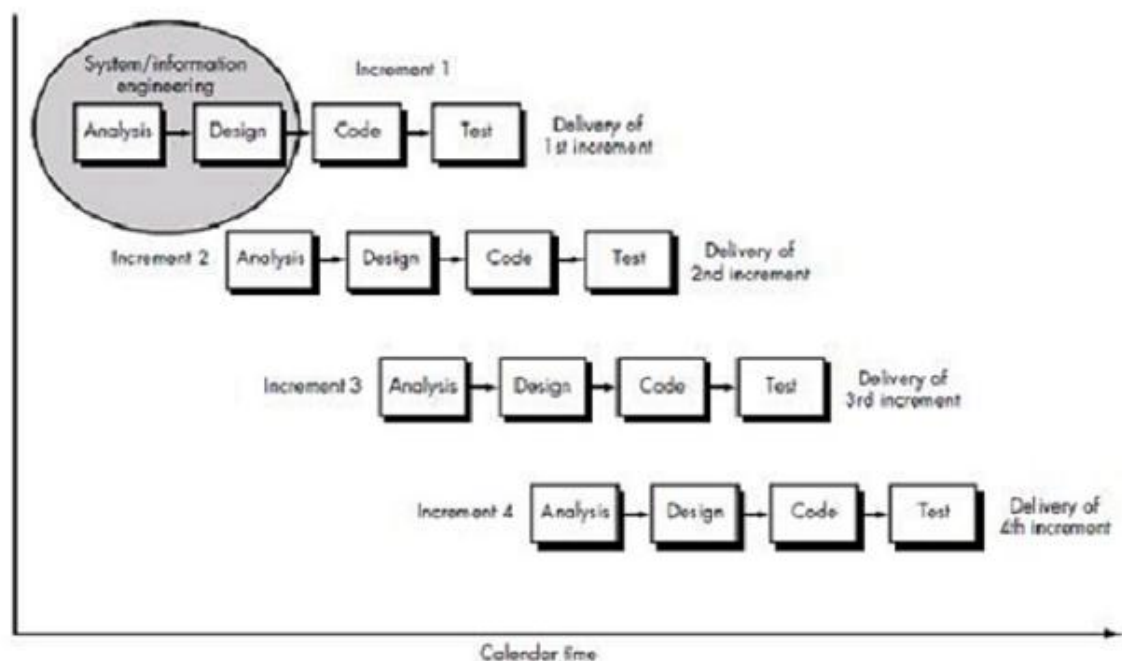 System/information
engineering
Increment 1
Analysis
Design
Code
Test
Delivery of
1st increment
Increment 2
Analysis
Design
Code
Test
Delivery of
2nd increment
Increment 3
Analysis
Design
Code
Test
Delivery of
3rd increment
Increment 4
Analysis
Design
Code
Test
Delivery of
4th increment
Calendar time